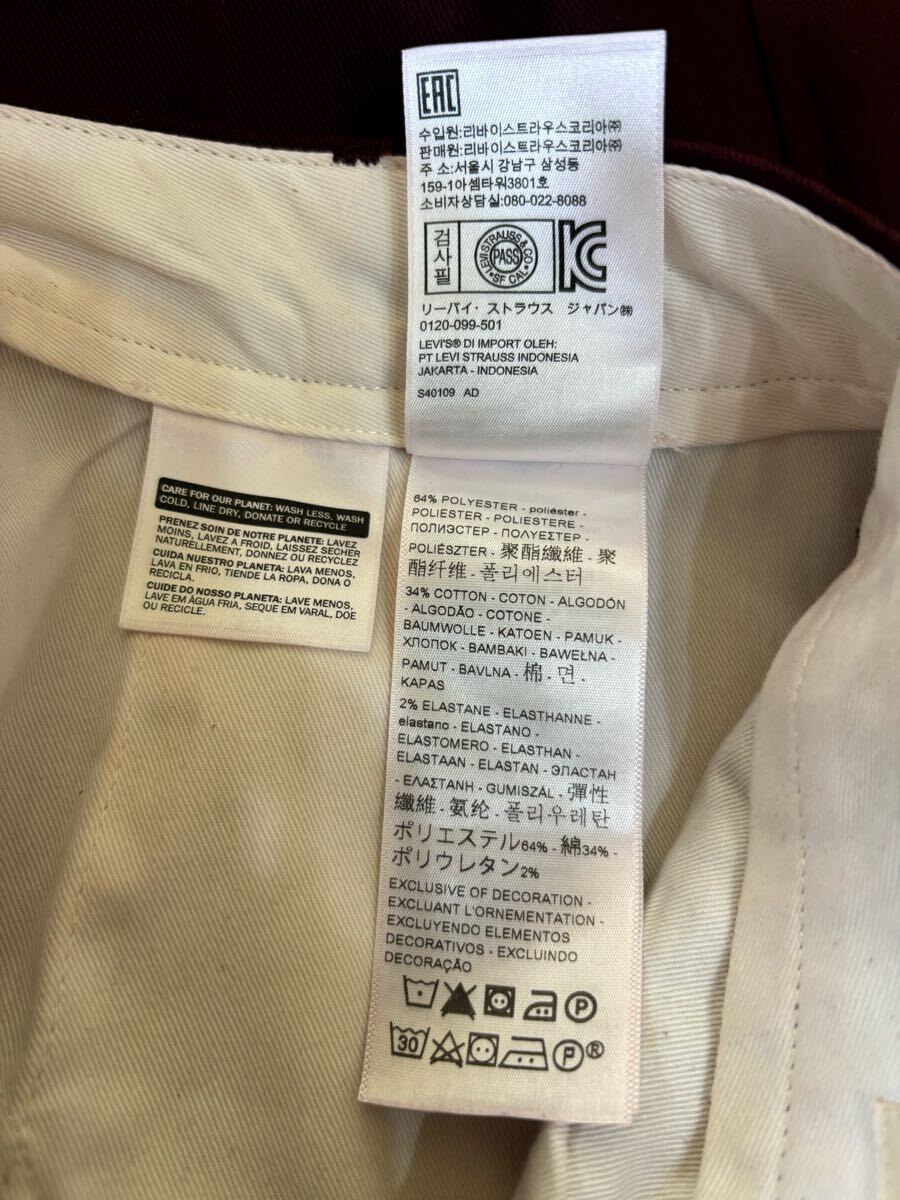 EAC
수입원:리바이스트라우스코리아㈜
판매원:리바이스트라우스코리아㈜
주 소:서울시 강남구 삼성동
159-1아셈타워3801호
소비자상담실:080-022-8088
검사필
LEVI STRAUSS & CO
PASS
SF CAL
リーバイ・ストラウス ジャパン㈱
0120-099-501
LEVI'S® DI IMPORT OLEH:
PT LEVI STRAUSS INDONESIA
JAKARTA - INDONESIA
S40109 AD
CARE FOR OUR PLANET: WASH LESS, WASH
COLD, LINE DRY, DONATE OR RECYCLE
PRENEZ SOIN DE NOTRE PLANETE: LAVEZ
MOINS, LAVEZ A FROID, LAISSEZ SECHER
NATURELLEMENT, DONNEZ OU RECYCLEZ
CUIDA NUESTRO PLANETA: LAVA MENOS,
LAVA EN FRIO, TIENDE LA ROPA, DONA O
RECICLA.
CUIDE DO NOSSO PLANETA: LAVE MENOS,
LAVE EM ÁGUA FRIA, SEQUE EM VARAL, DOE
OU RECICLE.
64% POLYESTER - poliéster -
POLIESTER - POLIESTERE -
ПОЛИЭСТЕР - ΠΟΛΥΕΣΤΕΡ -
POLIÉSZTER - 聚酯纖維 - 聚
酯纤维 - 폴리에스터
34% COTTON - COTON - ALGODÓN
- ALGODÃO - COTONE -
BAUMWOLLE - KATOEN - PAMUK -
ХЛОПОК - BAMBAKI - BAWEŁNA -
PAMUT - BAVLNA - 棉 - 면 -
KAPAS
2% ELASTANE - ELASTHANNE -
elastano - ELASTANO -
ELASTOMERO - ELASTHAN -
ELASTAAN - ELASTAN - ЭЛАСТАН
- ΕΛΑΣΤΑΝΗ - GUMISZÁL - 彈性
纖維 - 氨纶 - 폴리우레탄
ポリエステル64% - 綿34% -
ポリウレタン2%
EXCLUSIVE OF DECORATION -
EXCLUANT L'ORNEMENTATION -
EXCLUYENDO ELEMENTOS
DECORATIVOS - EXCLUINDO
DECORAÇÃO
P
30 P®